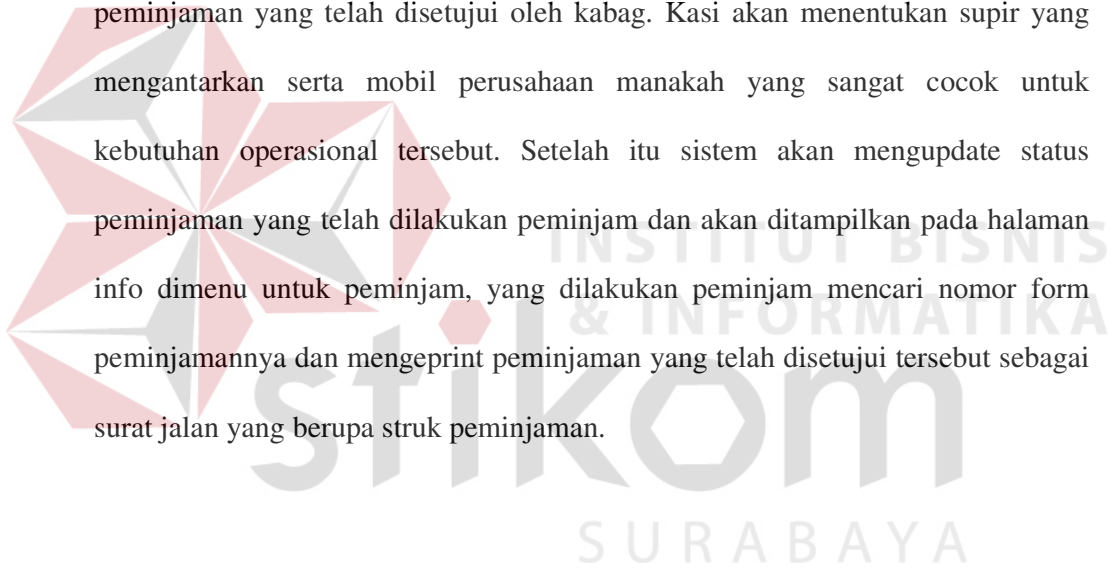 peminjaman yang telah disetujui oleh kabag. Kasi akan menentukan supir yang
mengantarkan serta mobil perusahaan manakah yang sangat cocok untuk
kebutuhan operasional tersebut. Setelah itu sistem akan mengupdate status
peminjaman yang telah dilakukan peminjam dan akan ditampilkan pada halaman
info dimenu untuk peminjam, yang dilakukan peminjam mencari nomor form
peminjamannya dan mengeprint peminjaman yang telah disetujui tersebut sebagai
surat jalan yang berupa struk peminjaman.
INSTITUT BISNIS
& INFORMATIKA
stikom
SURABAYA